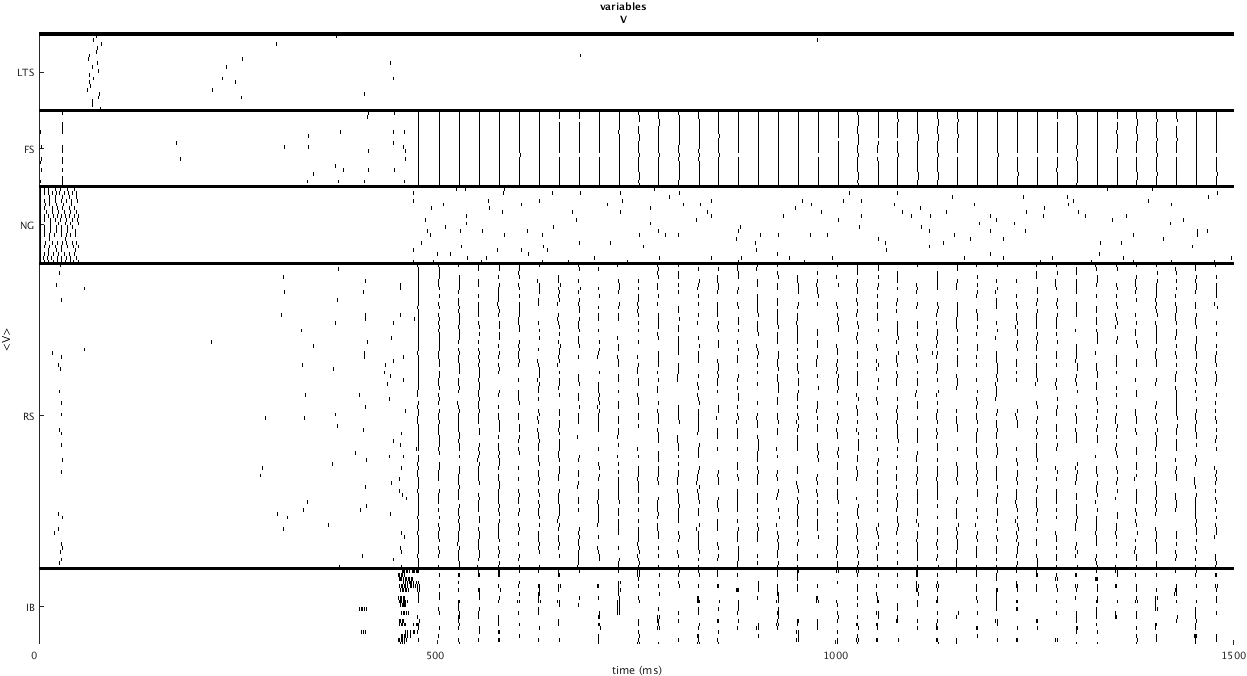 variables
V
LTS
FS
NG
RS
IB
<V>
0 500 1000 1500
time (ms)